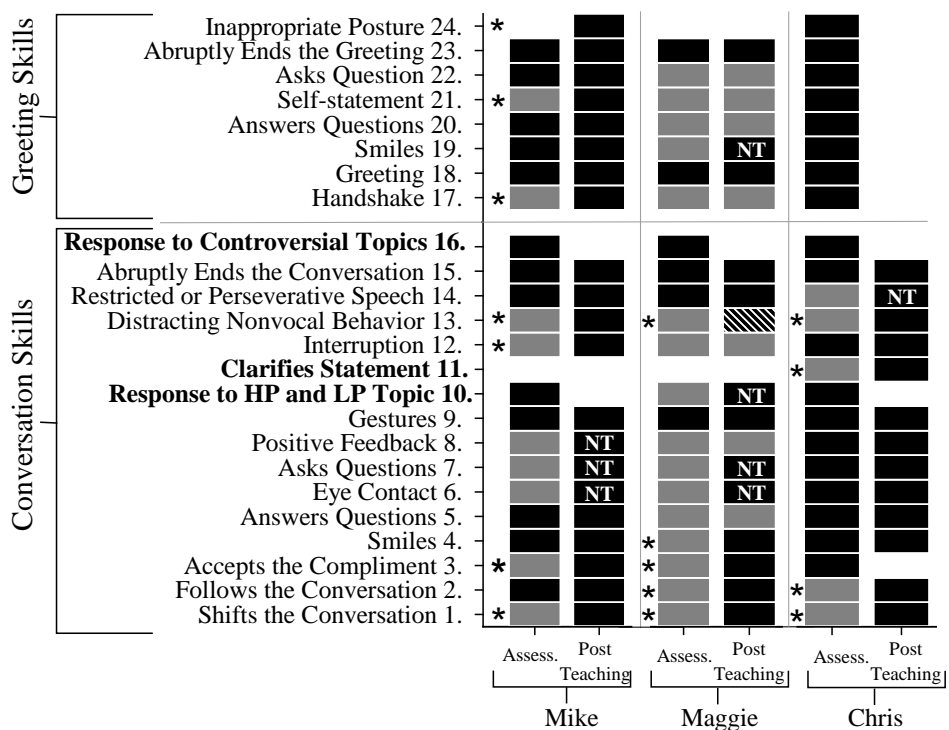 Greeting Skills
Inappropriate Posture 24. *
Abruptly Ends the Greeting 23.
Asks Question 22.
Self-statement 21. *
Answers Questions 20.
Smiles 19. NT
Greeting 18.
Handshake 17. *
Conversation Skills
Response to Controversial Topics 16.
Abruptly Ends the Conversation 15.
Restricted or Perseverative Speech 14. NT
Distracting Nonvocal Behavior 13. * * *
Interruption 12. *
Clarifies Statement 11. *
Response to HP and LP Topic 10. NT
Gestures 9.
Positive Feedback 8. NT
Asks Questions 7. NT NT
Eye Contact 6. NT NT
Answers Questions 5.
Smiles 4. *
Accepts the Compliment 3. * *
Follows the Conversation 2. * *
Shifts the Conversation 1. * * *
Assess. Post Teaching Assess. Post Teaching Assess. Post Teaching
Mike Maggie Chris